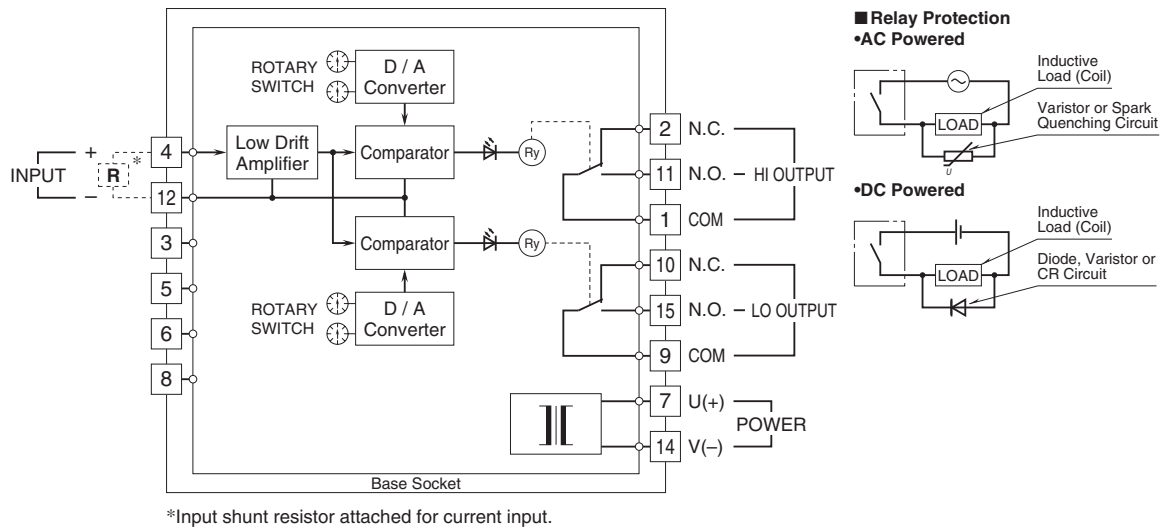 ROTARY
SWITCH
D / A
Converter
4
Low Drift
Amplifier
Comparator
Ry
2 N.C.
11 N.O.
HI OUTPUT
1 COM
+
*
INPUT
R
–
12
3
5
6
8
Comparator
Ry
10 N.C.
15 N.O.
LO OUTPUT
9 COM
ROTARY
SWITCH
D / A
Converter
7 U(+)
POWER
14 V(–)
Base Socket
*Input shunt resistor attached for current input.
■ Relay Protection
•AC Powered
Inductive
Load (Coil)
LOAD
Varistor or Spark
Quenching Circuit
U
•DC Powered
Inductive
Load (Coil)
LOAD
Diode, Varistor or
CR Circuit